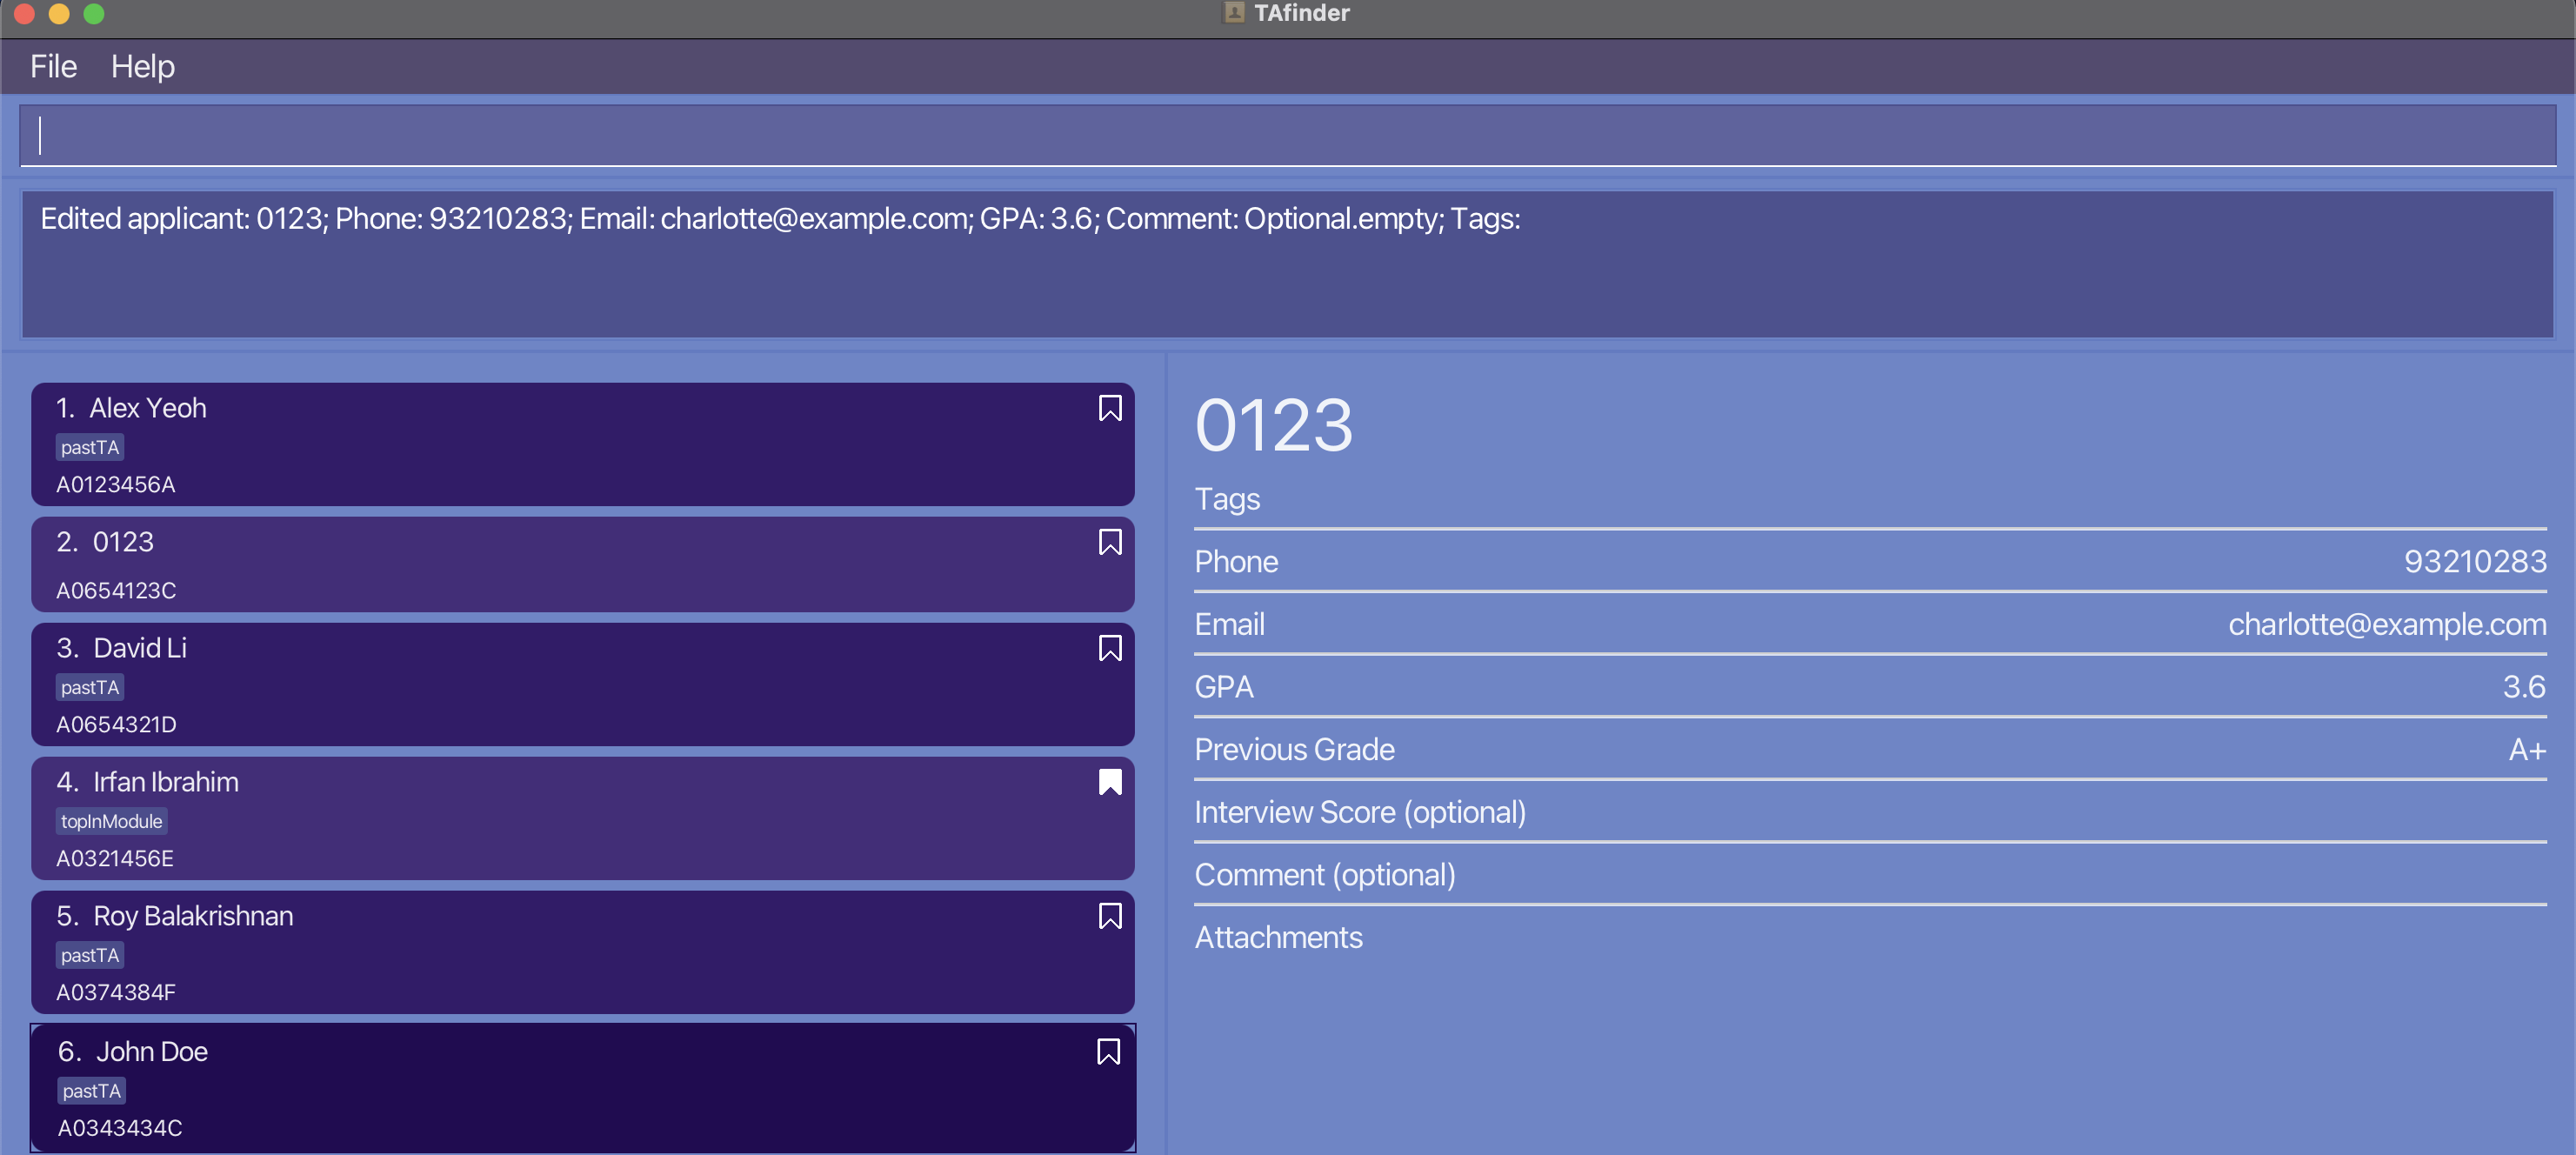 TAfinder
File Help
Edited applicant: 0123; Phone: 93210283; Email: charlotte@example.com; GPA: 3.6; Comment: Optional.empty; Tags:
1. Alex Yeoh
pastTA
A0123456A
2. 0123
A0654123C
3. David Li
pastTA
A0654321D
4. Irfan Ibrahim
topInModule
A0321456E
5. Roy Balakrishnan
pastTA
A0374384F
6. John Doe
pastTA
A0343434C
0123
Tags
Phone 93210283
Email charlotte@example.com
GPA 3.6
Previous Grade A+
Interview Score (optional)
Comment (optional)
Attachments